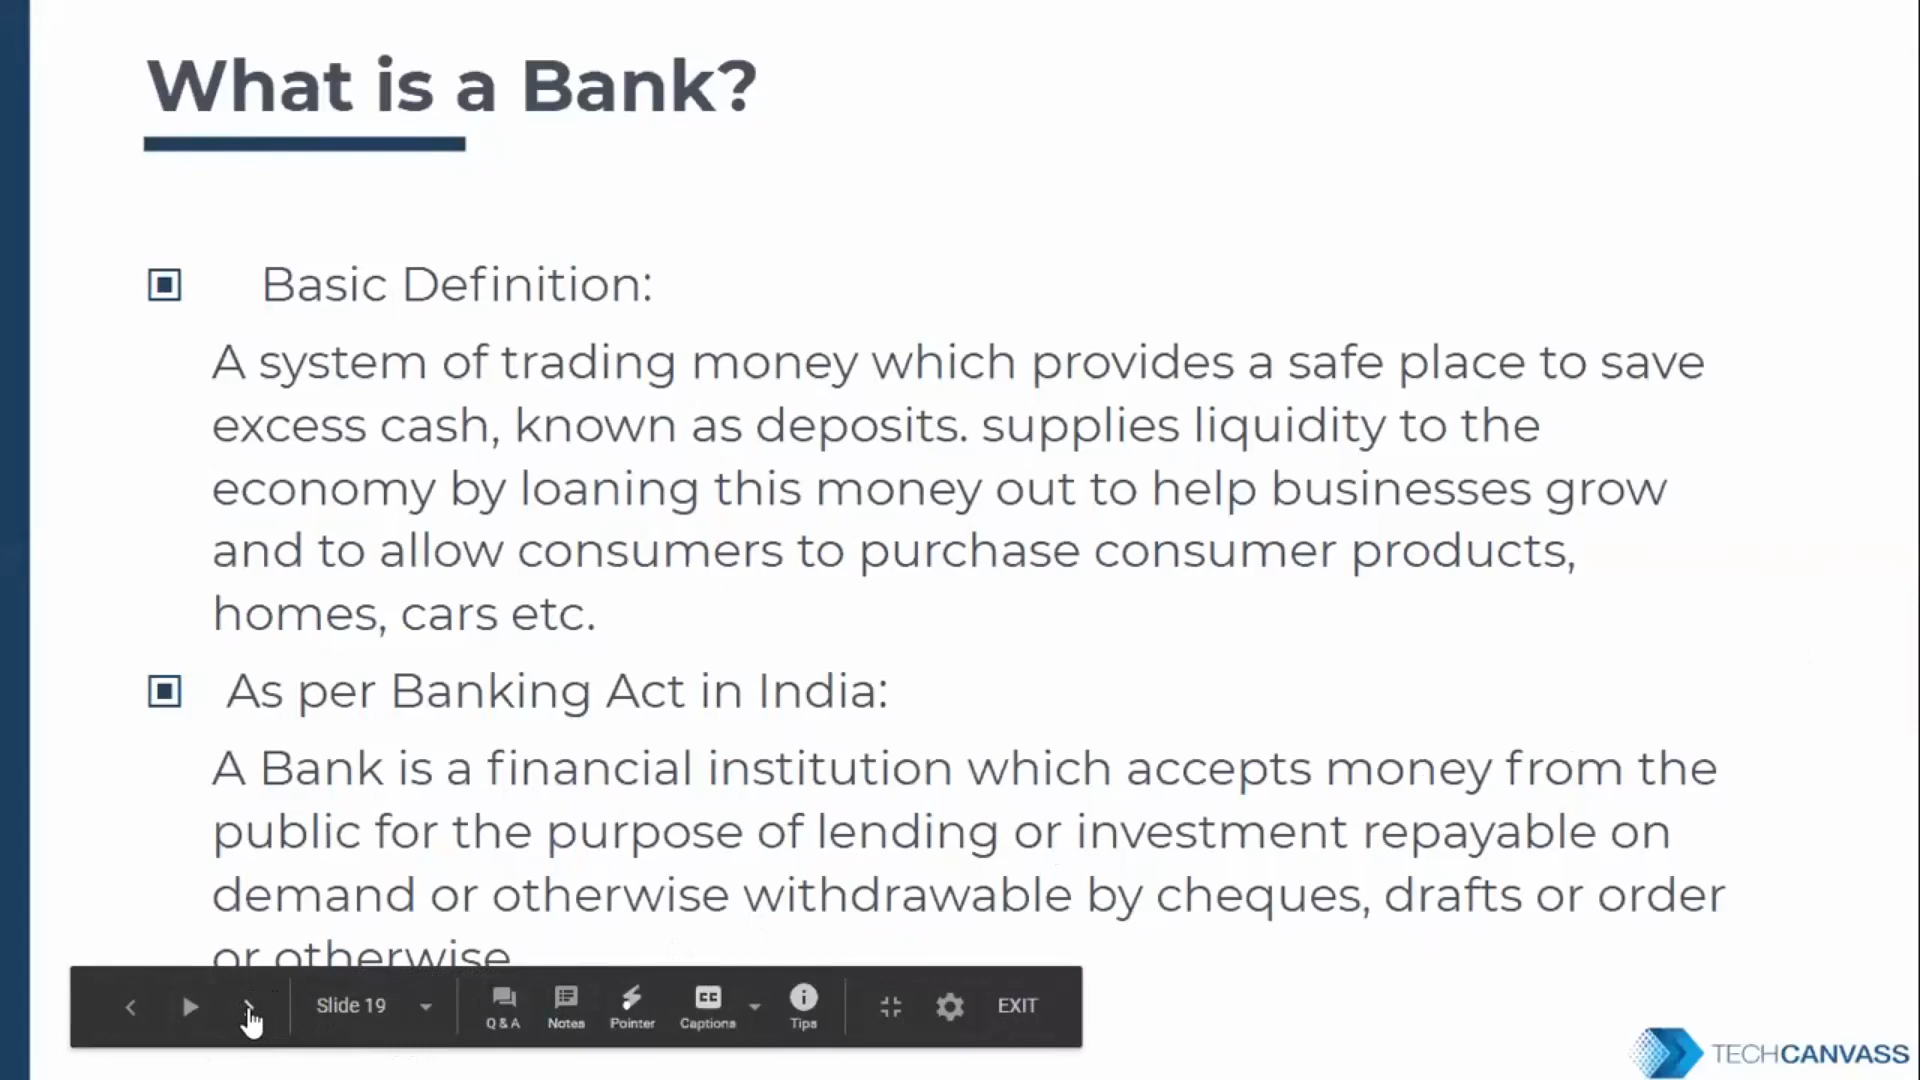 What is a Bank?
Basic Definition:
A system of trading money which provides a safe place to save
excess cash, known as deposits. supplies liquidity to the
economy by loaning this money out to help businesses grow
and to allow consumers to purchase consumer products,
homes, cars etc.
As per Banking Act in India:
A Bank is a financial institution which accepts money from the
public for the purpose of lending or investment repayable on
demand or otherwise withdrawable by cheques, drafts or order
or otherwise
Slide 19
Q & A
Notes
Pointer
CC
Captions
Tips
EXIT
TECHCANVASS